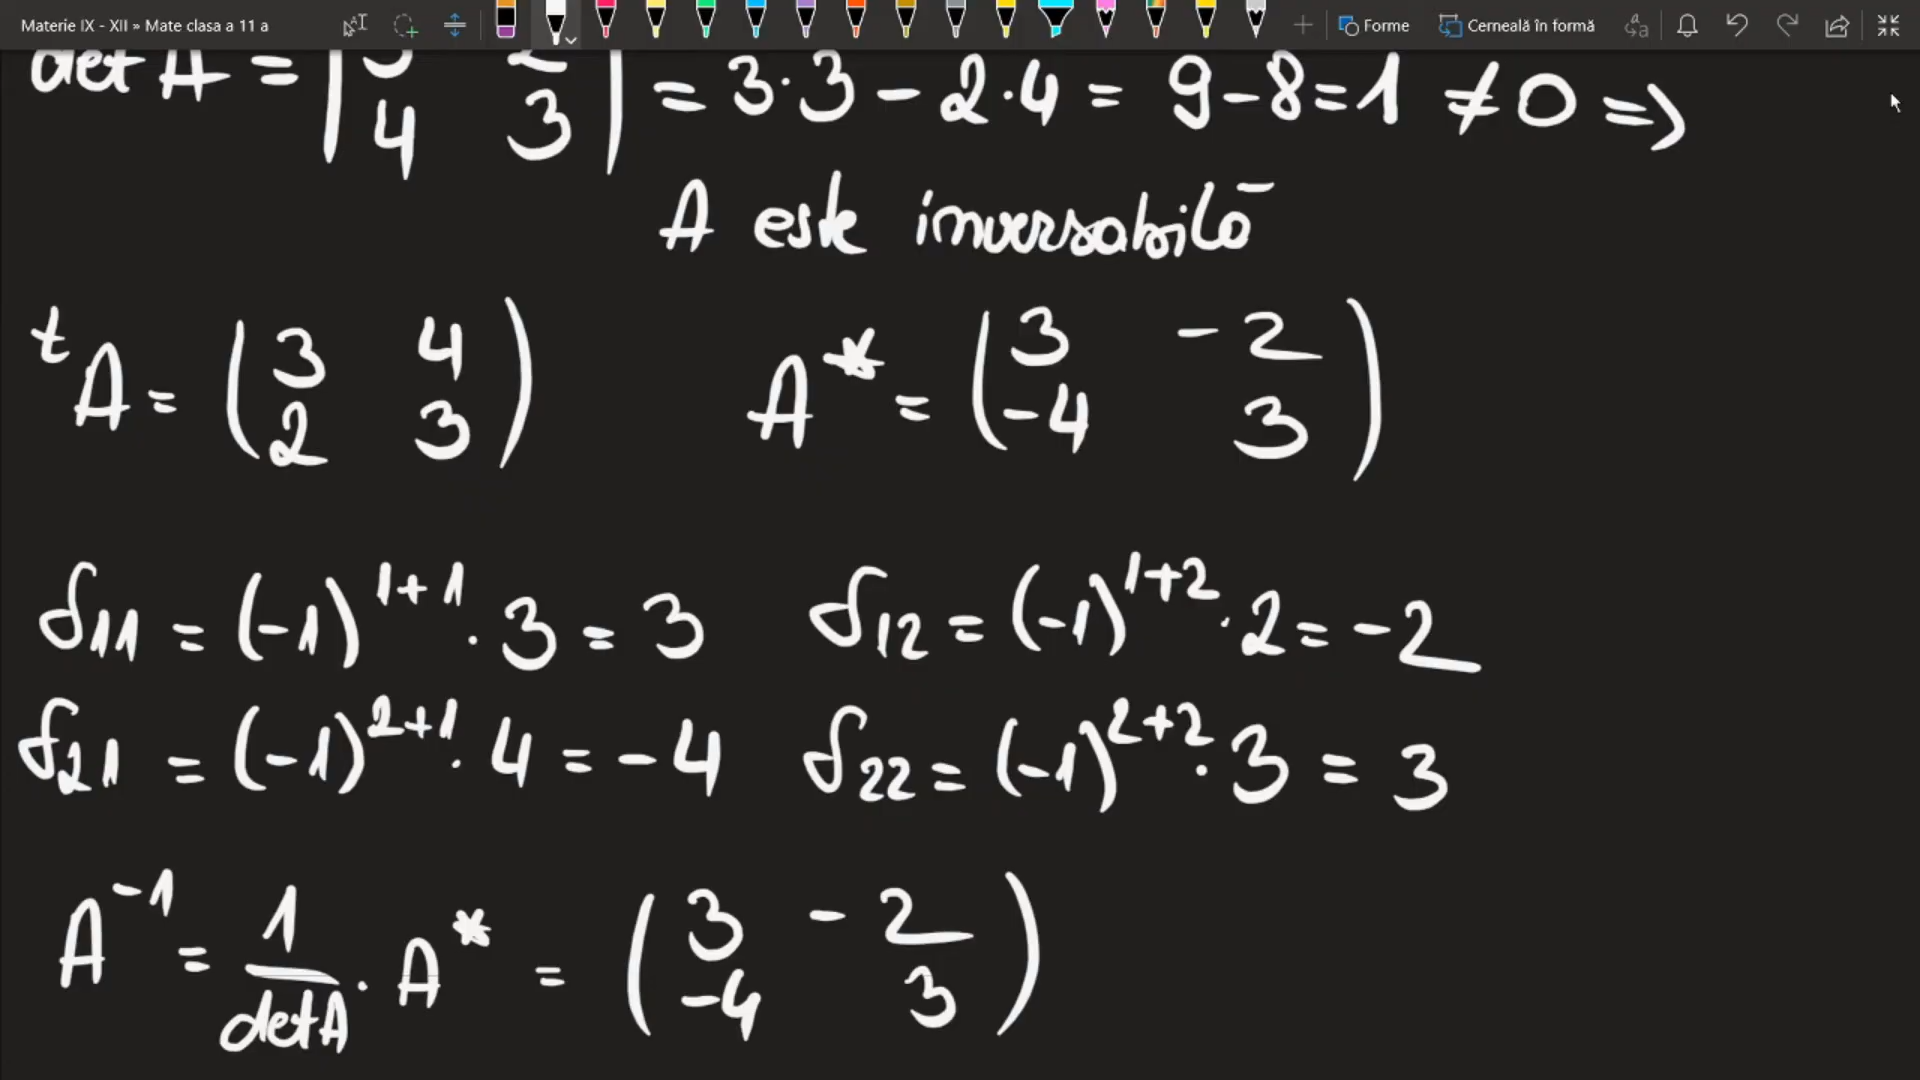 Materie IX - XII » Mate clasa a 11 a
Forme
Cerneală în formă
det A = | 3 2 | = 3·3 - 2·4 = 9-8=1 ≠ 0 =>
4 3
A este inversabilă
ᵗA = ( 3 4 ) A* = ( 3 -2 )
2 3 -4 3
δ₁₁ = (-1)¹⁺¹ · 3 = 3 δ₁₂ = (-1)¹⁺² · 2 = -2
δ₂₁ = (-1)²⁺¹ · 4 = -4 δ₂₂ = (-1)²⁺² · 3 = 3
A⁻¹ = 1/detA · A* = ( 3 -2 )
-4 3